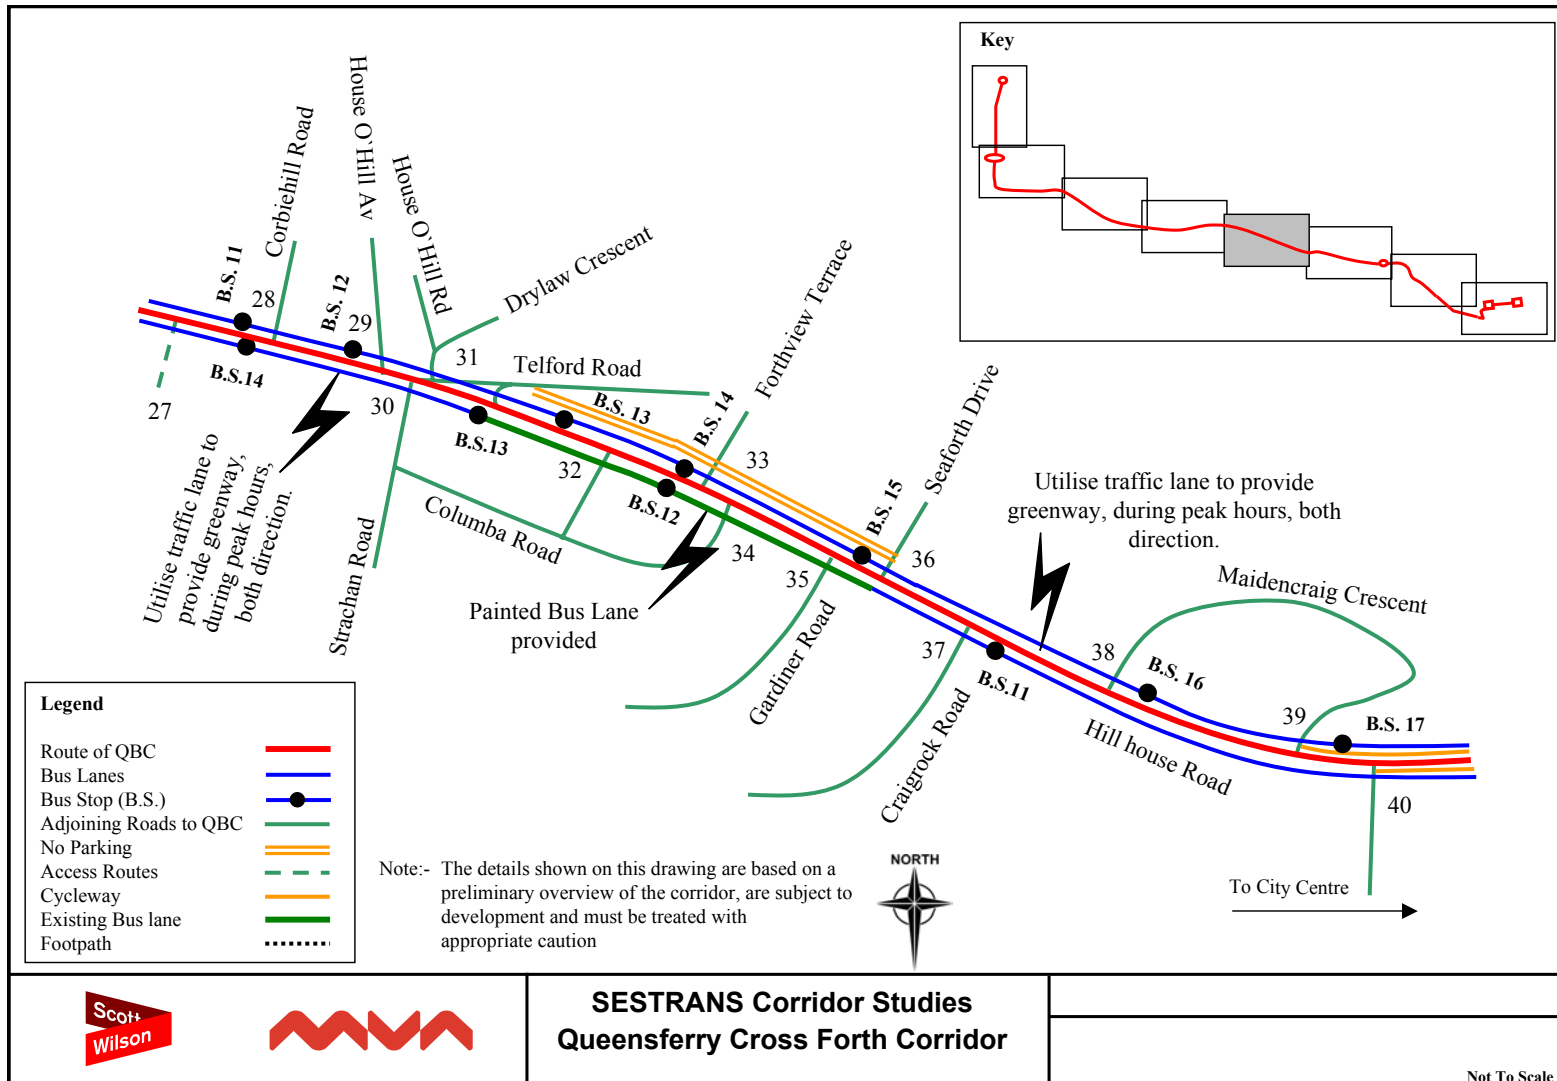 Key
Corbiehill Road
House O`Hill Av
House O`Hill Rd
Drylaw Crescent
Forthview Terrace
Seaforth Drive
B.S. 11
28
B.S. 12
29
31
Telford Road
B.S. 13
B.S. 14
33
B.S. 15
36
27
B.S.14
30
B.S.13
32
B.S.12
34
35
37
B.S.11
38
B.S. 16
39
B.S. 17
40
Utilise traffic lane to
provide greenway,
during peak hours,
both direction.
Strachan Road
Columba Road
Painted Bus Lane
provided
Gardiner Road
Craigrock Road
Hill house Road
Utilise traffic lane to provide
greenway, during peak hours, both
direction.
Maidencraig Crescent
Legend
Route of QBC
Bus Lanes
Bus Stop (B.S.)
Adjoining Roads to QBC
No Parking
Access Routes
Cycleway
Existing Bus lane
Footpath
Note:- The details shown on this drawing are based on a
preliminary overview of the corridor, are subject to
development and must be treated with
appropriate caution
NORTH
To City Centre
Scott
Wilson
mva
SESTRANS Corridor Studies
Queensferry Cross Forth Corridor
Not To Scale